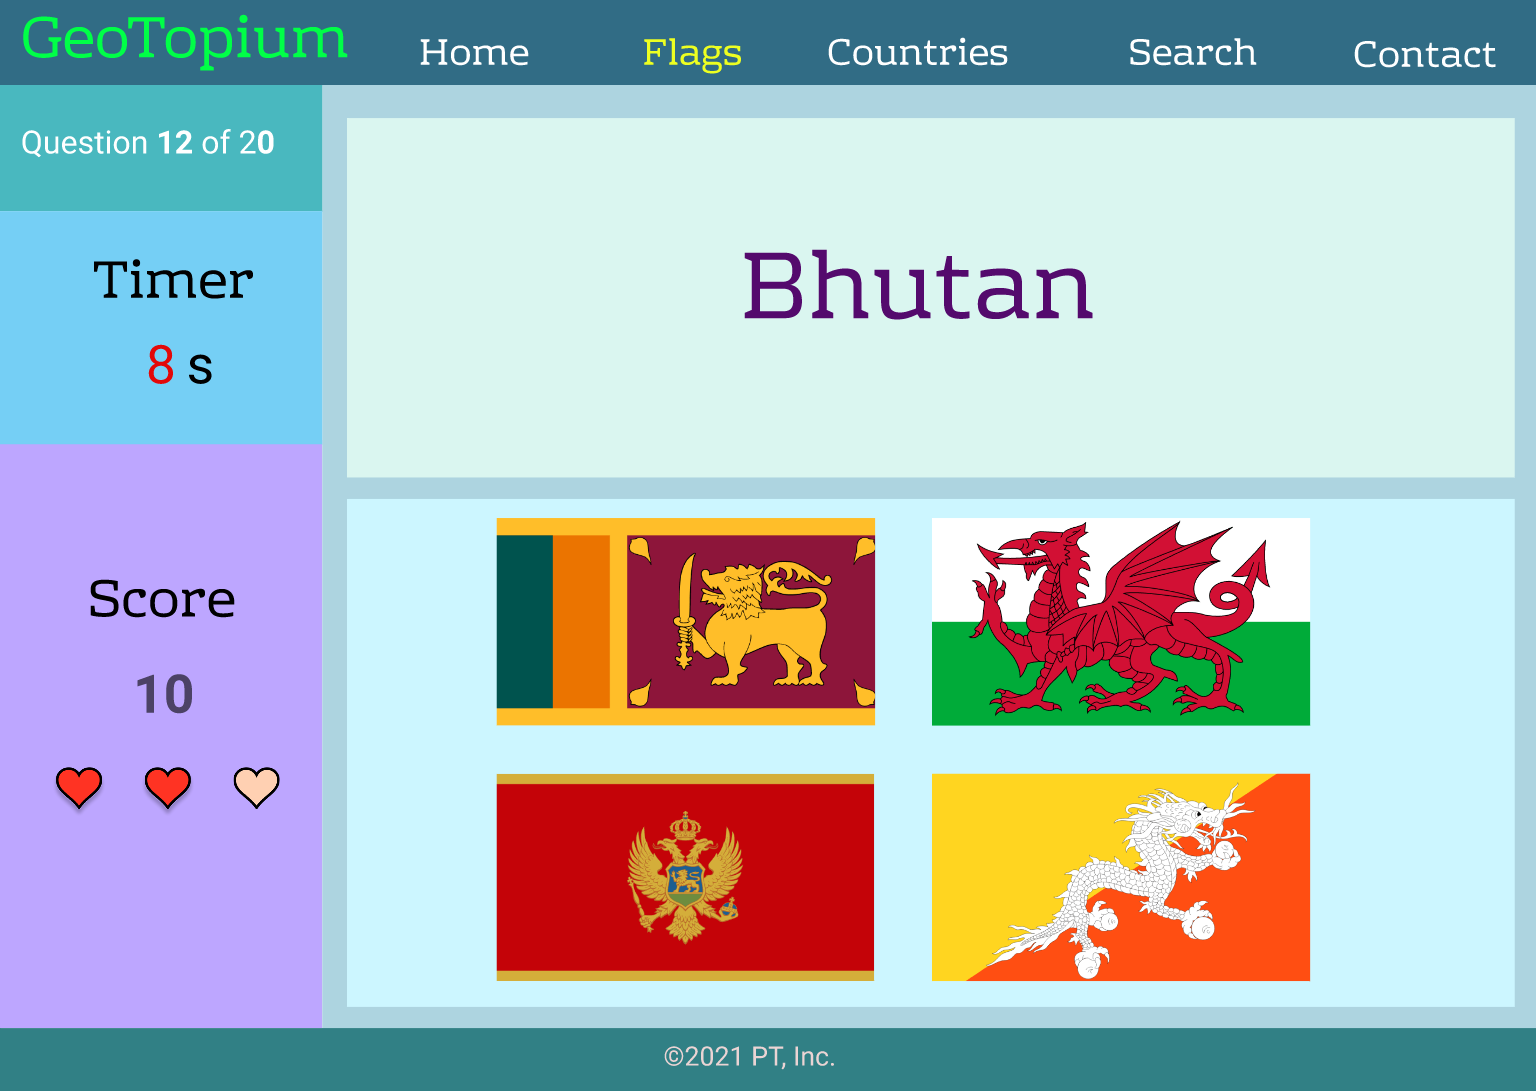 GeoTopium
Home
Flags
Countries
Search
Contact
Question 12 of 20
Timer
8 s
Score
10
Bhutan
©2021 PT, Inc.